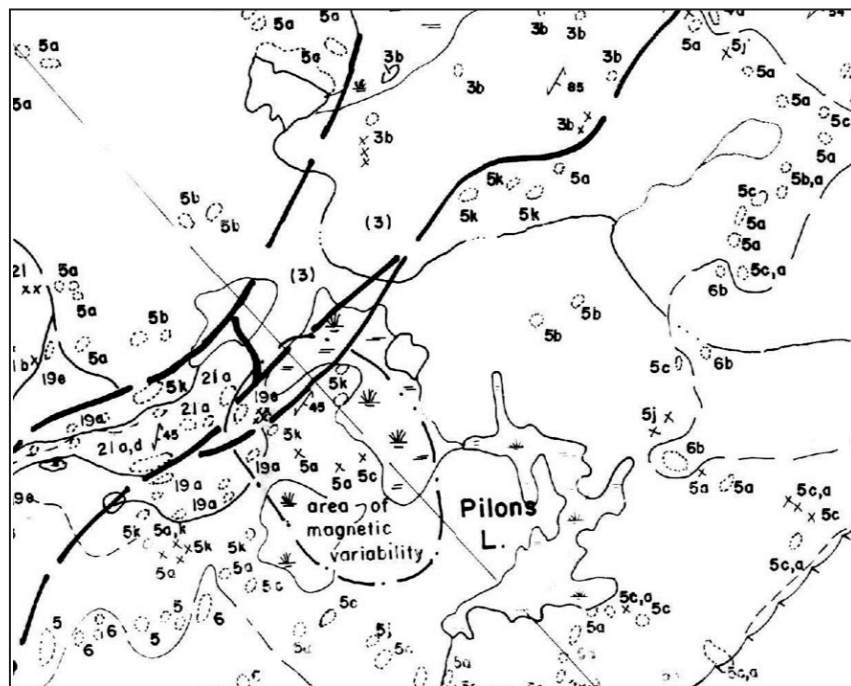 5a
5a
5a
3b
3b
3b
3b
5a
5j
5a
5a
5c
5a
85
3b
3b
5a
5k
5k
5k
5a
5b,a
5c
5a
5a
5c,a
6b
5b
5b
(3)
(3)
21
5a
5a
5b
5b
5b
19e
5k
21a
19e
5k
45
5c
6b
19a
21a
21a,d
45
5k
5j
6b
19a
5a
5a
5c
5a
5a
5c,a
5c
19a
19a
area of
magnetic
variability
Pilons
L.
5k
5a,k
5k
5k
5a
5a
5c
5c,a
5
6
6
5
5
6
5c
5j
5c
5c,a
5c
5a
5c,a